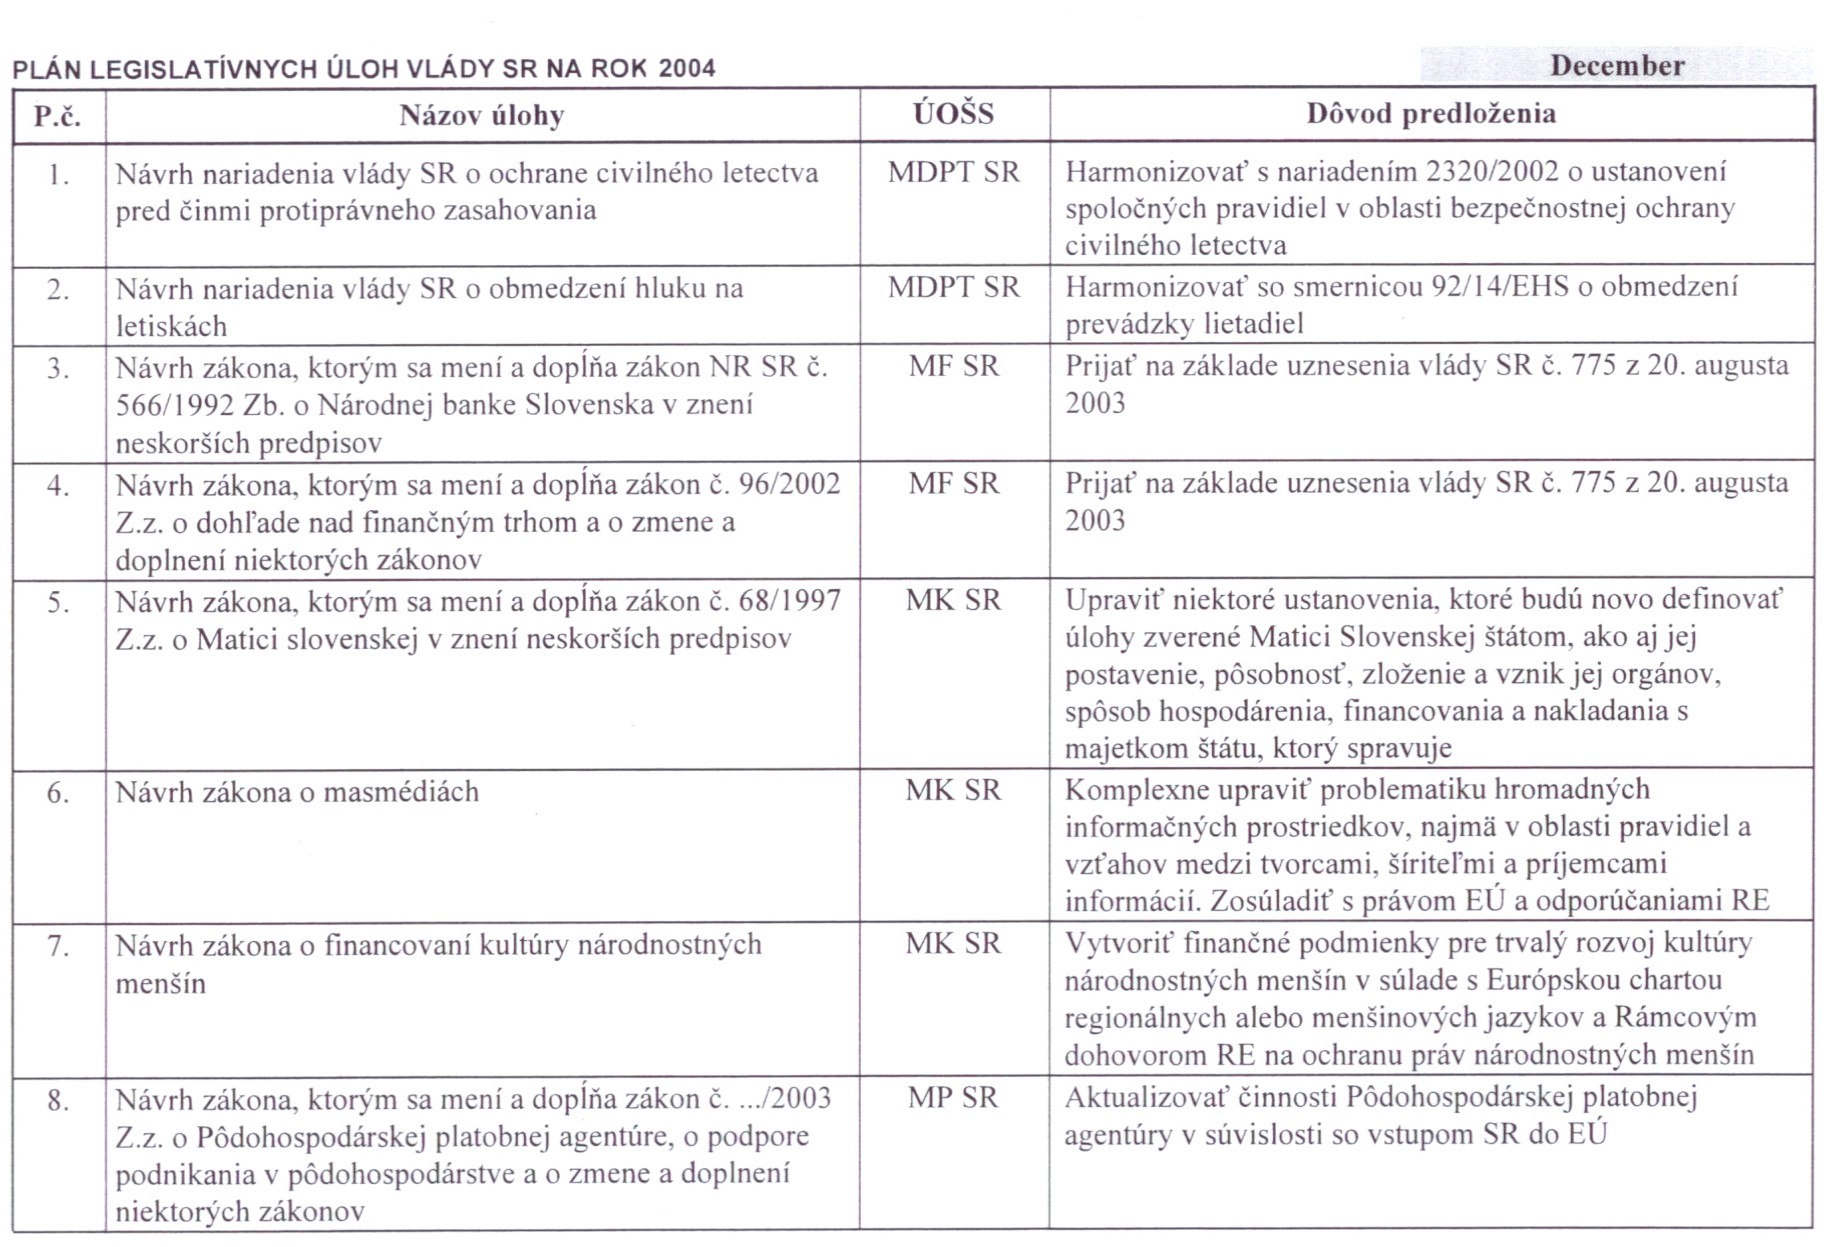 PLÁN LEGISLATÍVNYCH ÚLOH VLÁDY SR NA ROK 2004
December
P.č.
Názov úlohy
ÚOŠS
Dôvod predloženia
1.
Návrh nariadenia vlády SR o ochrane civilného letectva
pred činmi protiprávneho zasahovania
MDPT SR
Harmonizovať s nariadením 2320/2002 o ustanovení
spoločných pravidiel v oblasti bezpečnostnej ochrany
civilného letectva
2.
Návrh nariadenia vlády SR o obmedzení hluku na
letiskách
MDPT SR
Harmonizovať so smernicou 92/14/EHS o obmedzení
prevádzky lietadiel
3.
Návrh zákona, ktorým sa mení a dopĺňa zákon NR SR č.
566/1992 Zb. o Národnej banke Slovenska v znení
neskorších predpisov
MF SR
Prijať na základe uznesenia vlády SR č. 775 z 20. augusta
2003
4.
Návrh zákona, ktorým sa mení a dopĺňa zákon č. 96/2002
Z.z. o dohľade nad finančným trhom a o zmene a
doplnení niektorých zákonov
MF SR
Prijať na základe uznesenia vlády SR č. 775 z 20. augusta
2003
5.
Návrh zákona, ktorým sa mení a dopĺňa zákon č. 68/1997
Z.z. o Matici slovenskej v znení neskorších predpisov
MK SR
Upraviť niektoré ustanovenia, ktoré budú novo definovať
úlohy zverené Matici Slovenskej štátom, ako aj jej
postavenie, pôsobnosť, zloženie a vznik jej orgánov,
spôsob hospodárenia, financovania a nakladania s
majetkom štátu, ktorý spravuje
6.
Návrh zákona o masmédiách
MK SR
Komplexne upraviť problematiku hromadných
informačných prostriedkov, najmä v oblasti pravidiel a
vzťahov medzi tvorcami, šíriteľmi a príjemcami
informácií. Zosúladiť s právom EÚ a odporúčaniami RE
7.
Návrh zákona o financovaní kultúry národnostných
menšín
MK SR
Vytvoriť finančné podmienky pre trvalý rozvoj kultúry
národnostných menšín v súlade s Európskou chartou
regionálnych alebo menšinových jazykov a Rámcovým
dohovorom RE na ochranu práv národnostných menšín
8.
Návrh zákona, ktorým sa mení a dopĺňa zákon č. .../2003
Z.z. o Pôdohospodárskej platobnej agentúre, o podpore
podnikania v pôdohospodárstve a o zmene a doplnení
niektorých zákonov
MP SR
Aktualizovať činnosti Pôdohospodárskej platobnej
agentúry v súvislosti so vstupom SR do EÚ